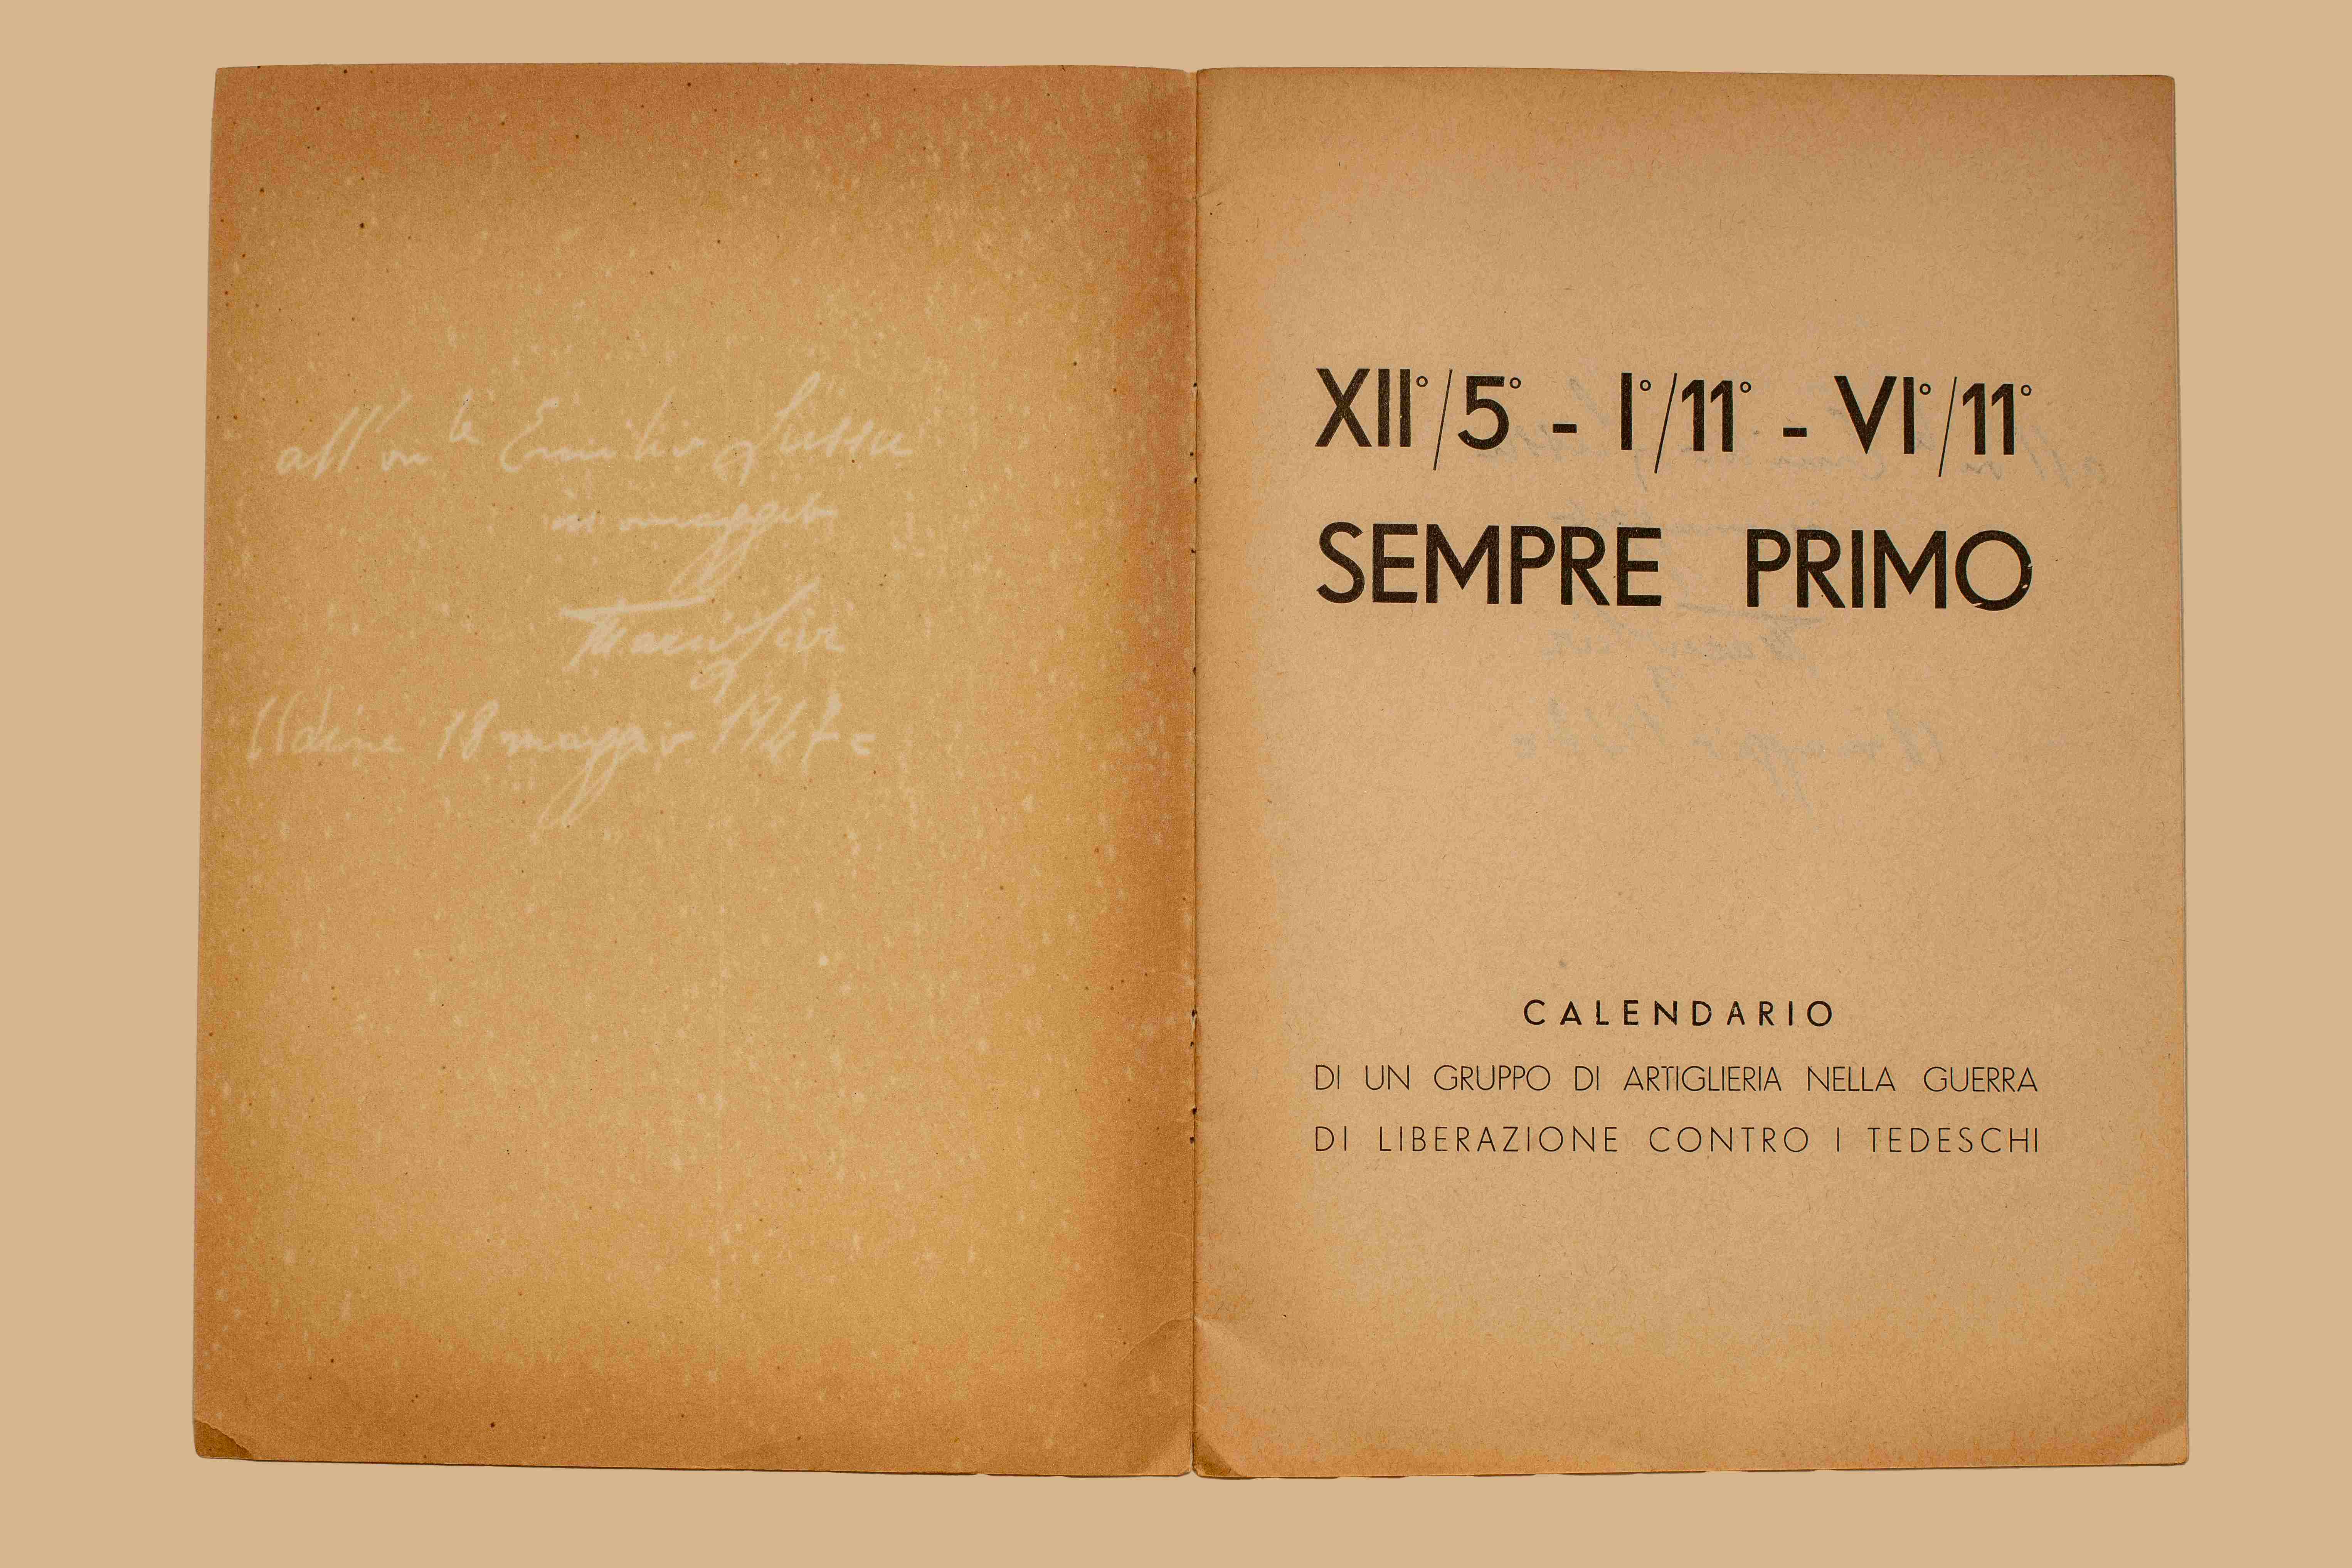 all'on le Emilio Lussu
in omaggio
Udine 18 maggio 1947
XII°/5° - I°/11° - VI°/11°
SEMPRE PRIMO
CALENDARIO
DI UN GRUPPO DI ARTIGLIERIA NELLA GUERRA
DI LIBERAZIONE CONTRO I TEDESCHI